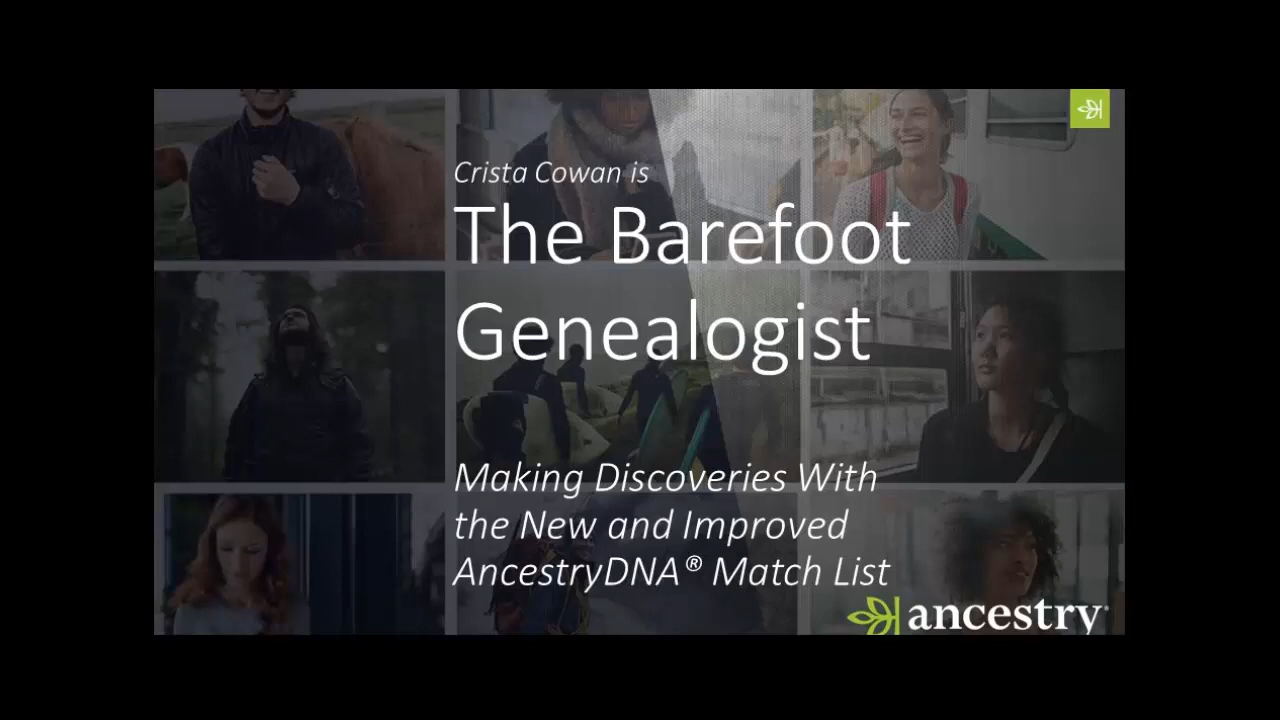 Crista Cowan is
The Barefoot
Genealogist
Making Discoveries With
the New and Improved
AncestryDNA® Match List
ancestry®